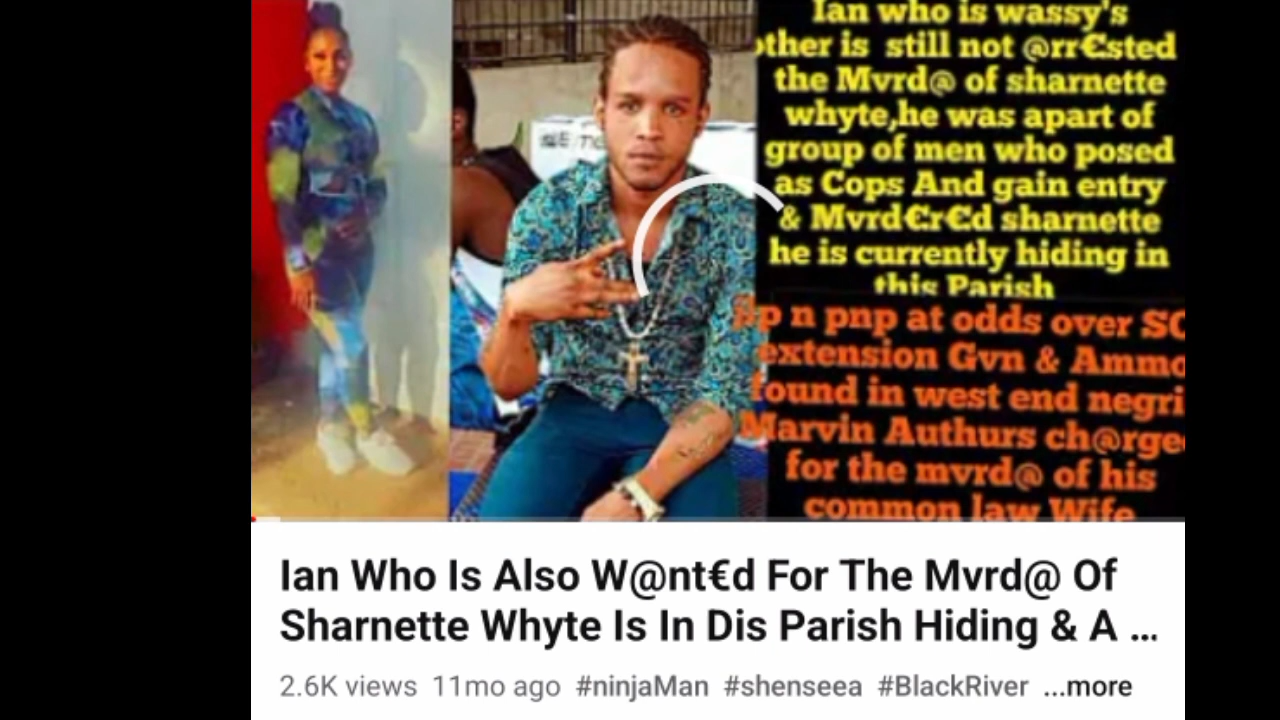 Ian who is wassy's
other is still not @rr€sted
the Mvrd@ of sharnette
whyte,he was apart of
group of men who posed
as Cops And gain entry
& Mvrd€r€d sharnette
he is currently hiding in
this Parish
n pnp at odds over SO
extension Gvn & Ammo
found in west end negri
Marvin Authurs ch@rge
for the mvrd@ of his
common law Wife
Ian Who Is Also W@nt€d For The Mvrd@ Of
Sharnette Whyte Is In Dis Parish Hiding & A ...
2.6K views 11mo ago #ninjaMan #shenseea #BlackRiver ...more